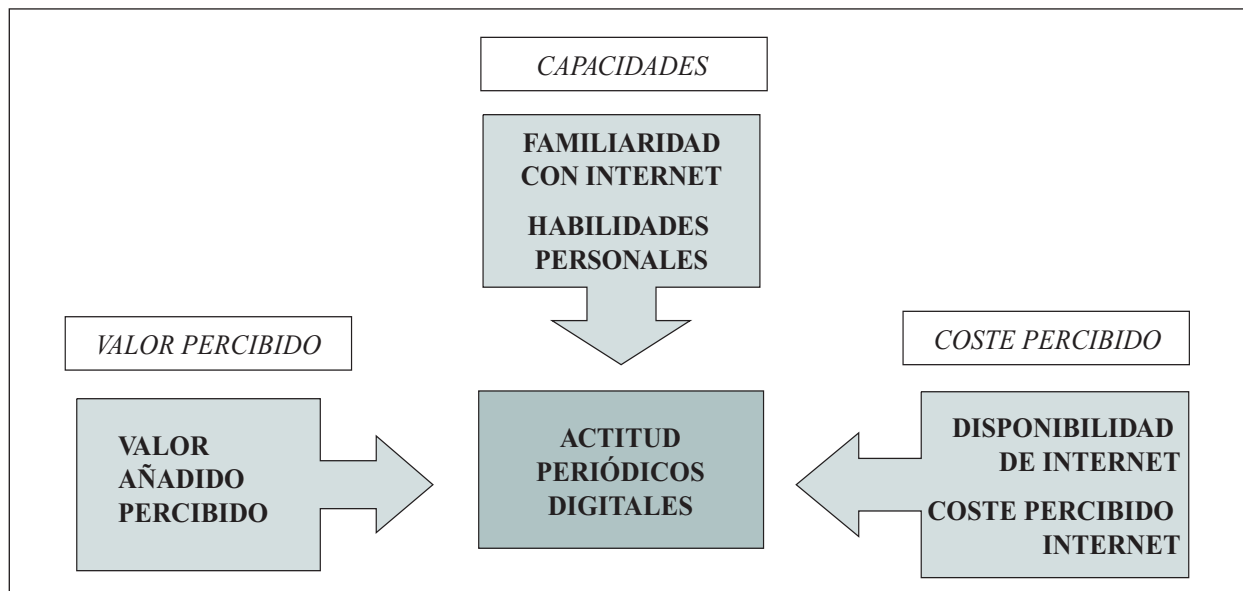 CAPACIDADES
FAMILIARIDAD
CON INTERNET
HABILIDADES
PERSONALES
VALOR PERCIBIDO
VALOR
AÑADIDO
PERCIBIDO
ACTITUD
PERIÓDICOS
DIGITALES
COSTE PERCIBIDO
DISPONIBILIDAD
DE INTERNET
COSTE PERCIBIDO
INTERNET